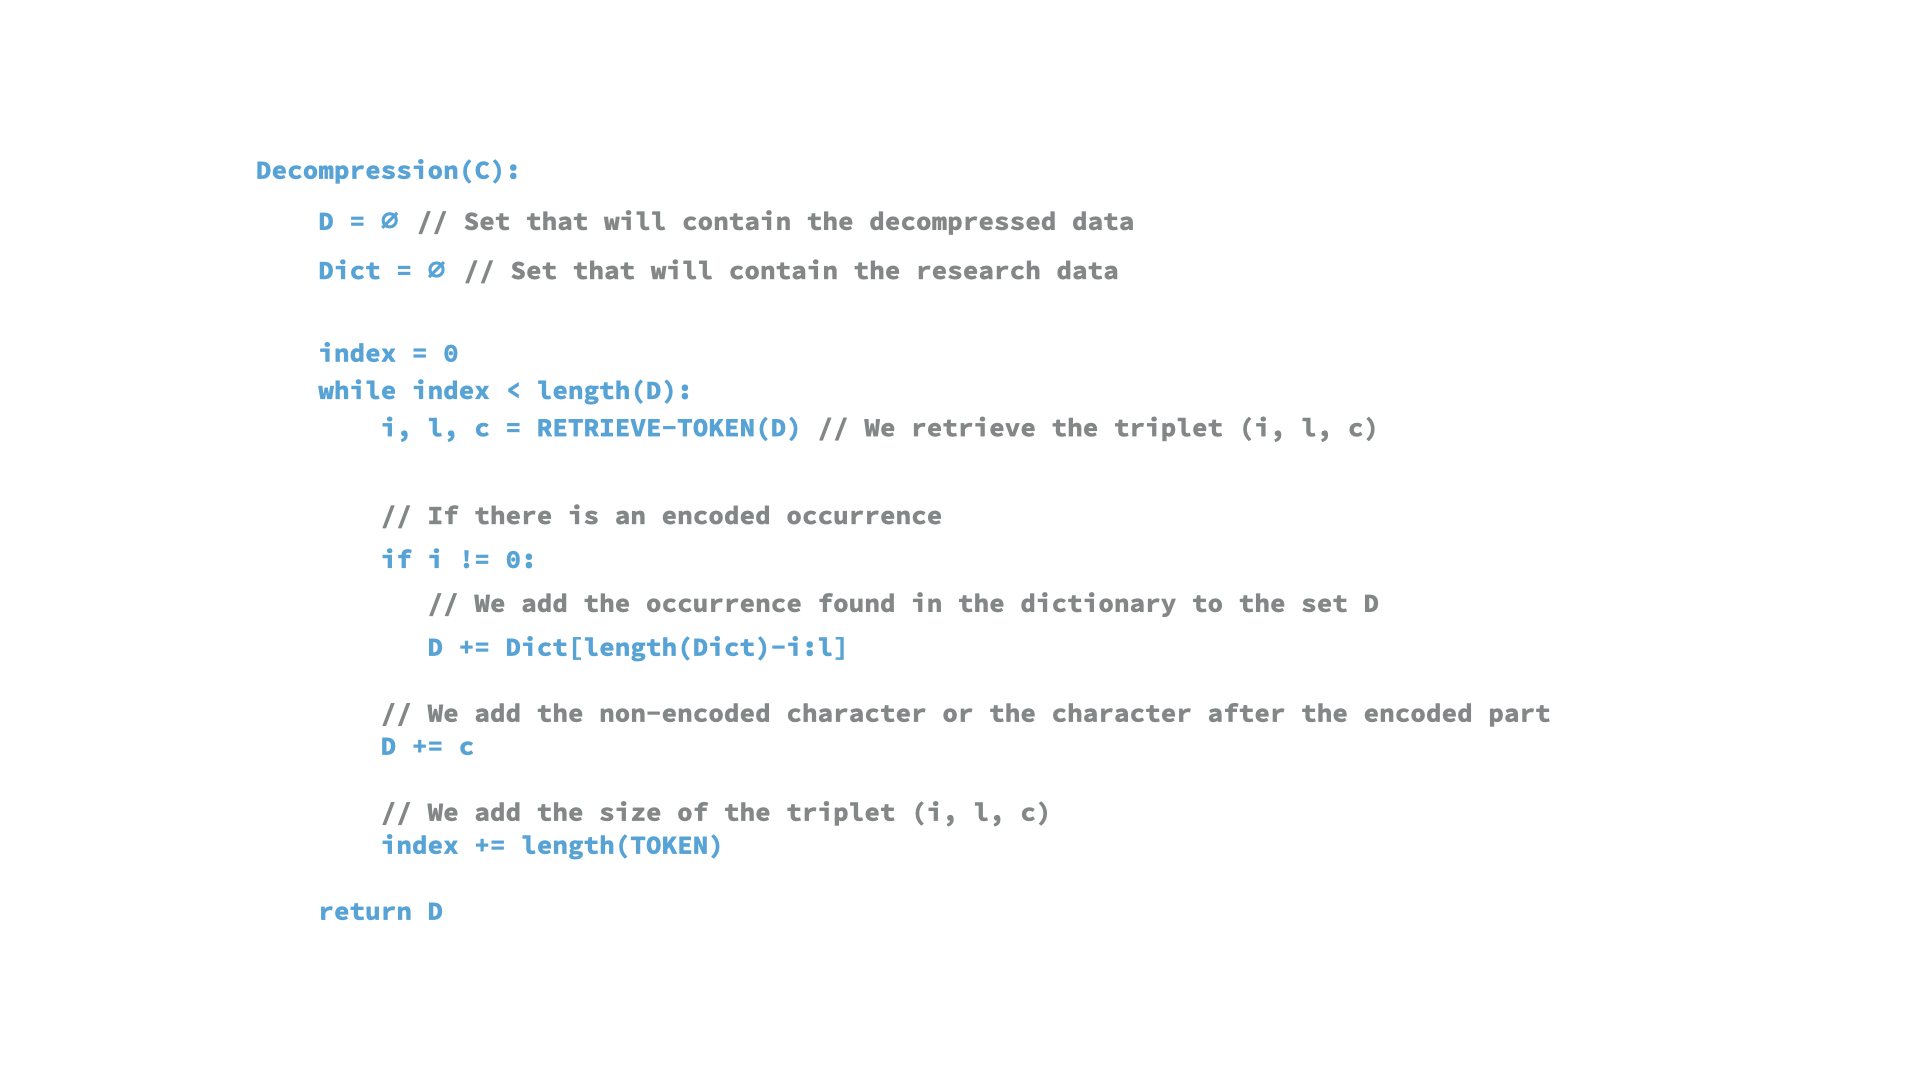 Decompression(C):
D = ∅ // Set that will contain the decompressed data
Dict = ∅ // Set that will contain the research data
index = 0
while index < length(D):
i, l, c = RETRIEVE-TOKEN(D) // We retrieve the triplet (i, l, c)
// If there is an encoded occurrence
if i != 0:
// We add the occurrence found in the dictionary to the set D
D += Dict[length(Dict)-i:l]
// We add the non-encoded character or the character after the encoded part
D += c
// We add the size of the triplet (i, l, c)
index += length(TOKEN)
return D